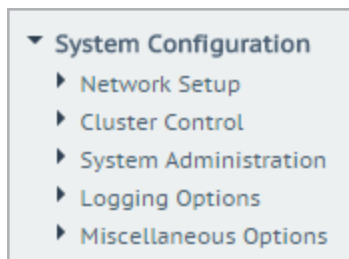 System Configuration
Network Setup
Cluster Control
System Administration
Logging Options
Miscellaneous Options